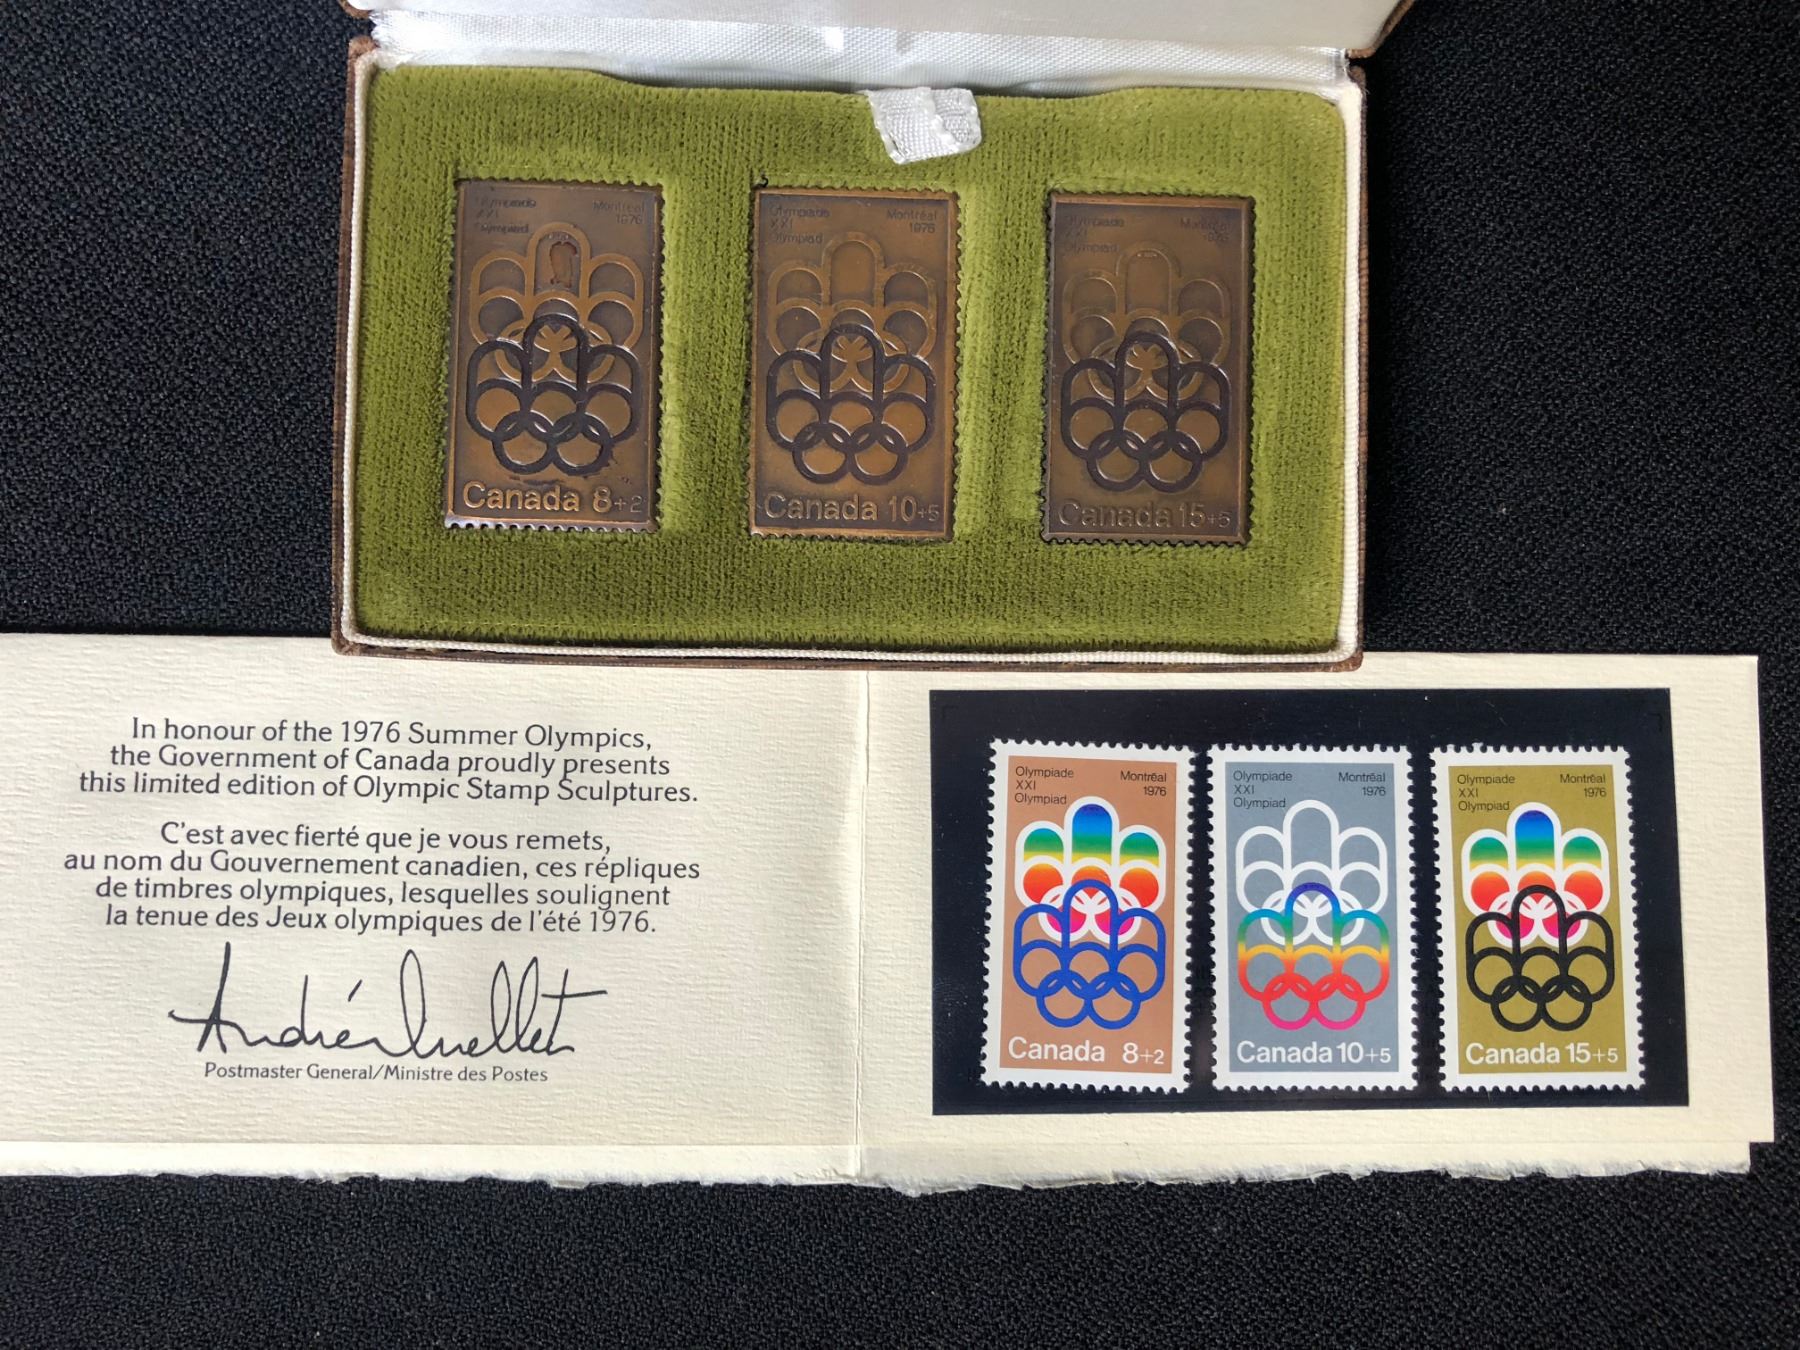 Olympiade
XXI
Olympiad
Montréal
1976
Canada 8+2
Olympiade
XXI
Olympiad
Montréal
1976
Canada 10+5
Olympiade
XXI
Olympiad
Montréal
1976
Canada 15+5
In honour of the 1976 Summer Olympics,
the Government of Canada proudly presents
this limited edition of Olympic Stamp Sculptures.
C'est avec fierté que je vous remets,
au nom du Gouvernement canadien, ces répliques
de timbres olympiques, lesquelles soulignent
la tenue des Jeux olympiques de l'été 1976.
André Ouellet
Postmaster General/Ministre des Postes
Olympiade
XXI
Olympiad
Montréal
1976
Canada 8+2
Olympiade
XXI
Olympiad
Montréal
1976
Canada 10+5
Olympiade
XXI
Olympiad
Montréal
1976
Canada 15+5